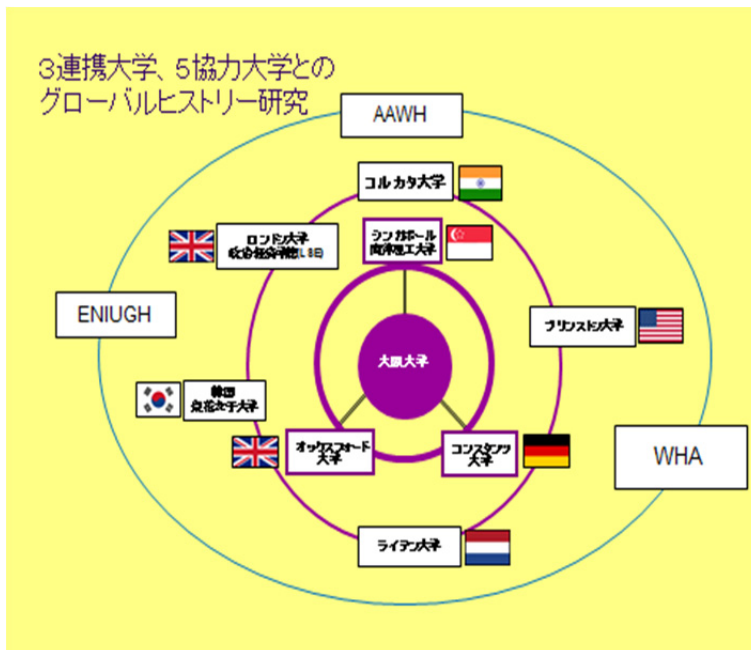 3連携大学、5協力大学との
グローバルヒストリー研究
AAWH
コルカタ大学
ロンドン大学
政治経済学院(LSE)
シンガポール
南洋理工大学
ENIUGH
プリンストン大学
大阪大学
韓国
梨花女子大学
オックスフォード
大学
コンスタンツ
大学
WHA
ライデン大学